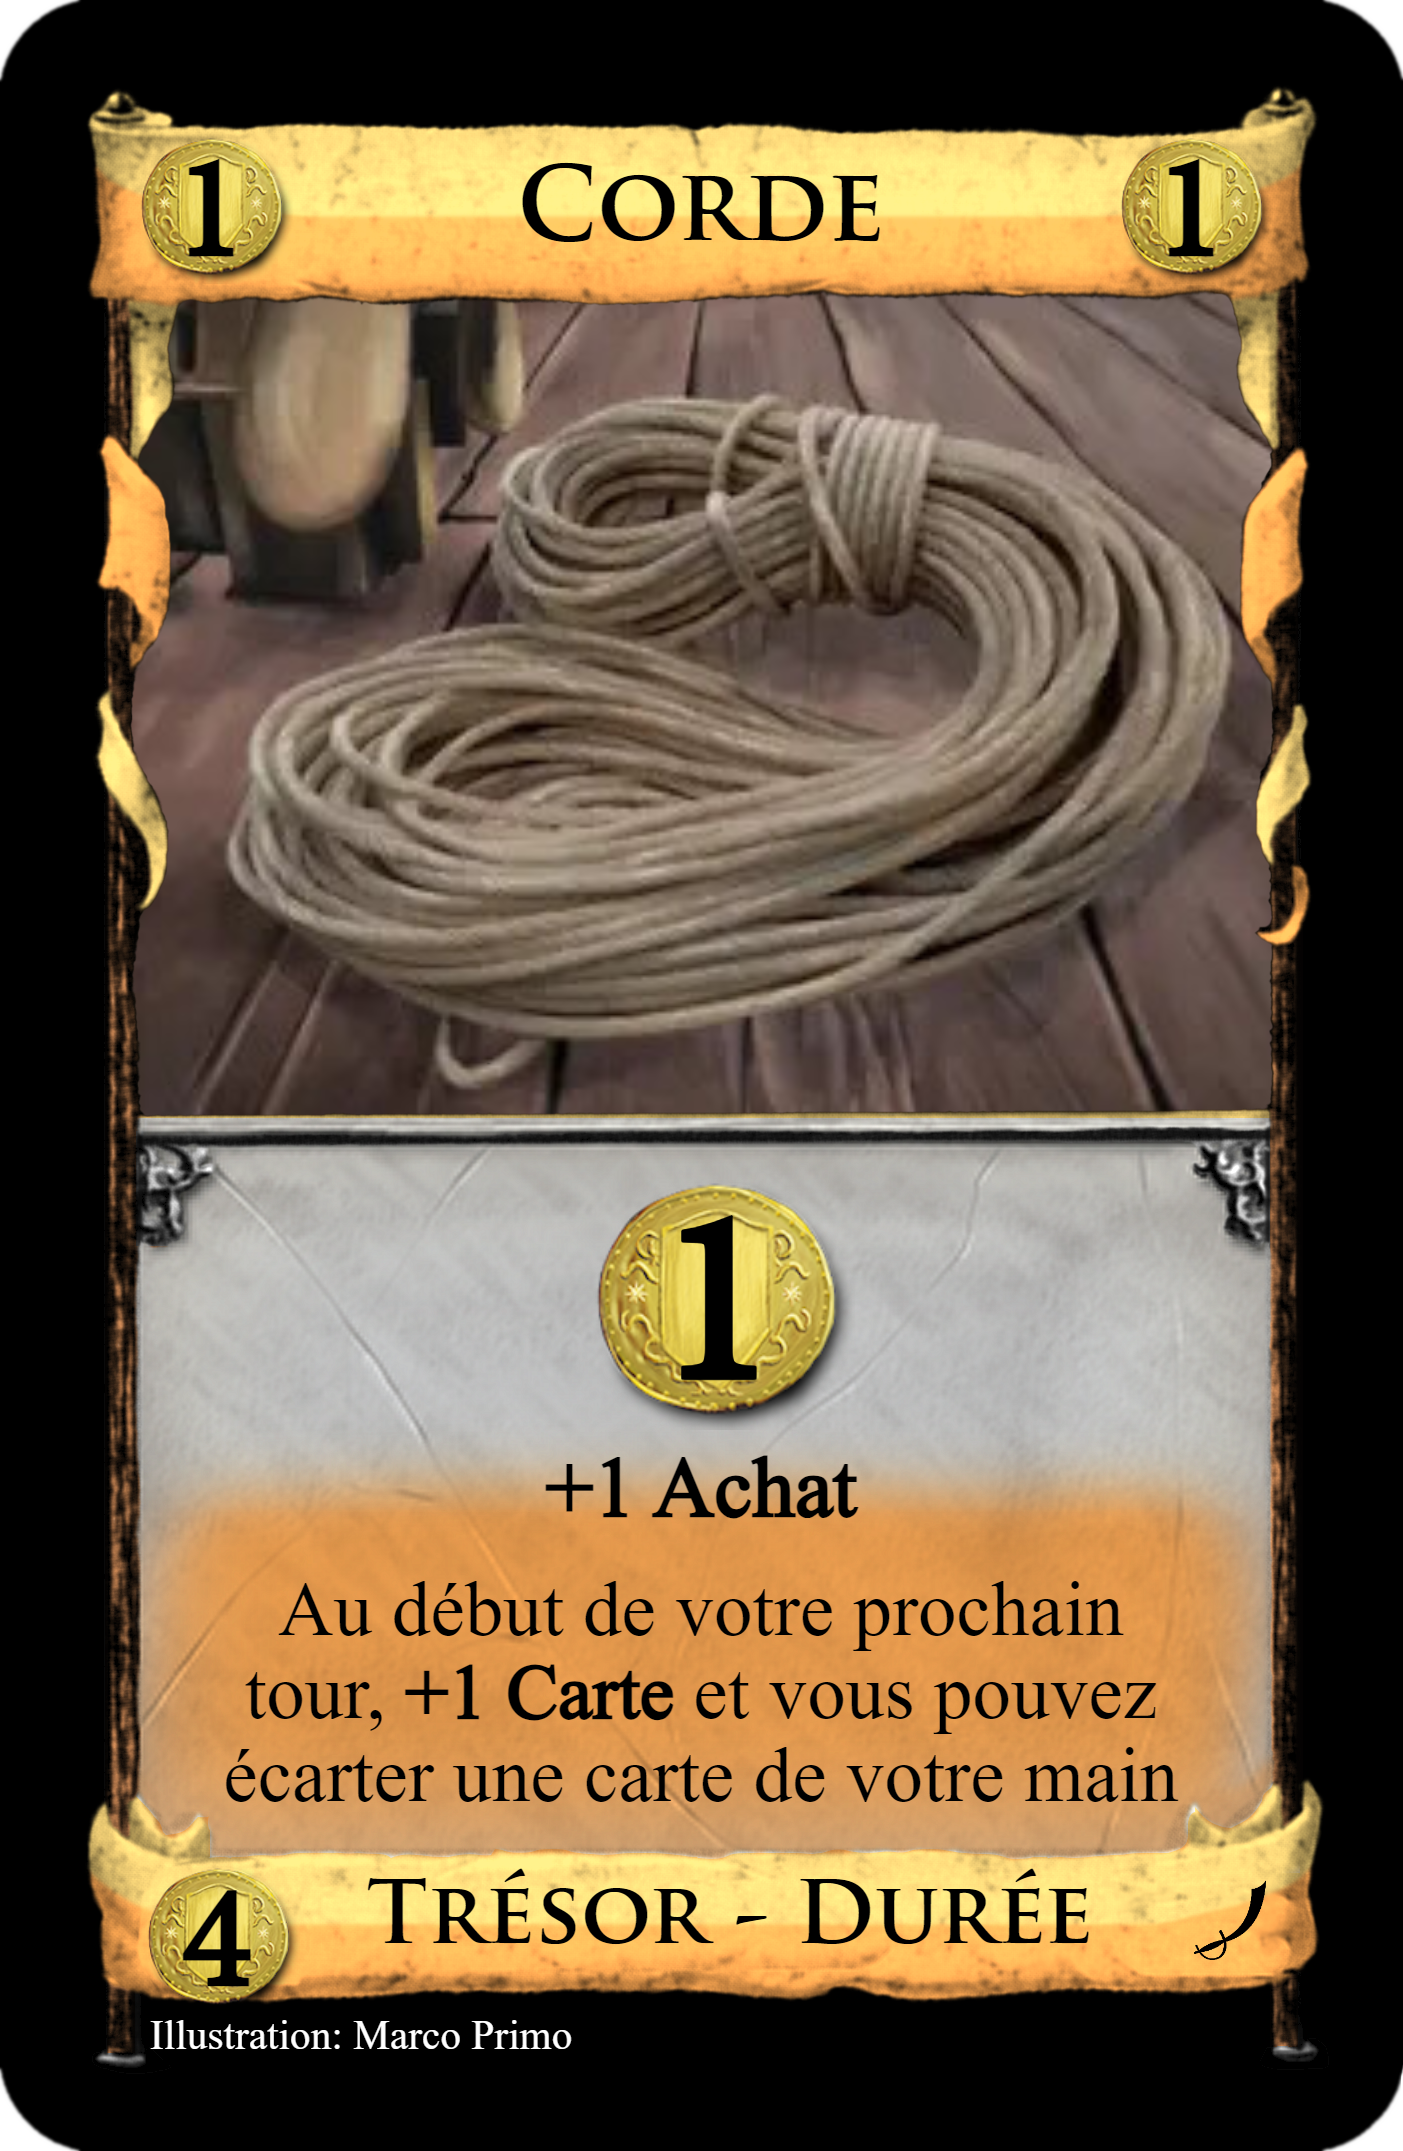 1 CORDE 1
1
+1 Achat
Au début de votre prochain
tour, +1 Carte et vous pouvez
écarter une carte de votre main
4 TRÉSOR - DURÉE
Illustration: Marco Primo